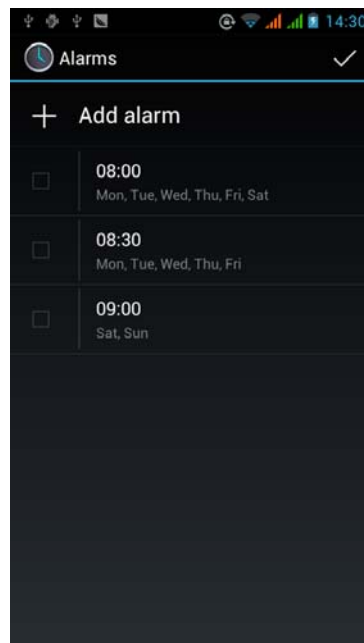 14:30
Alarms
Add alarm
08:00
Mon, Tue, Wed, Thu, Fri, Sat
08:30
Mon, Tue, Wed, Thu, Fri
09:00
Sat, Sun